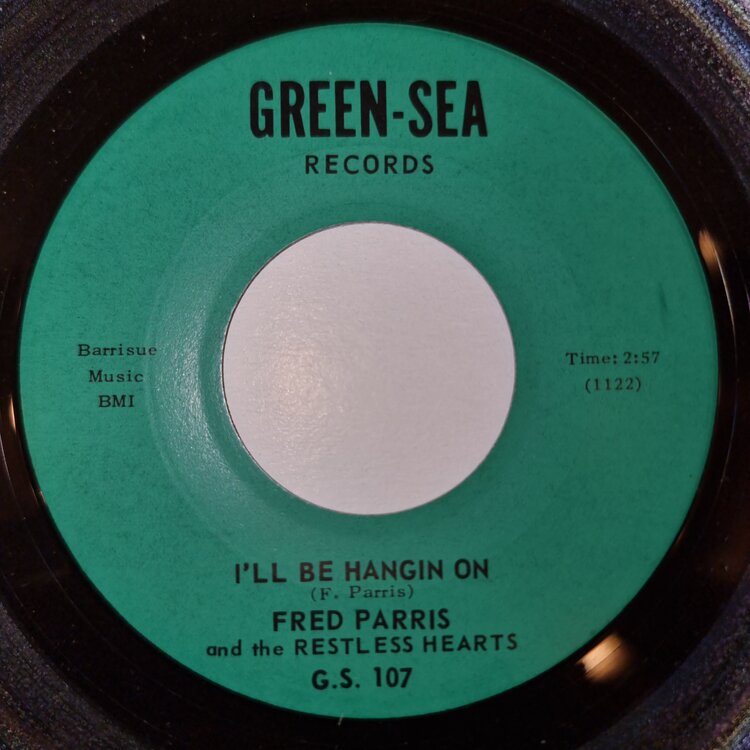 GREEN-SEA
RECORDS
Barrisue
Music
BMI
Time: 2:57
(1122)
I'LL BE HANGIN ON
(F. Parris)
FRED PARRIS
and the RESTLESS HEARTS
G.S. 107